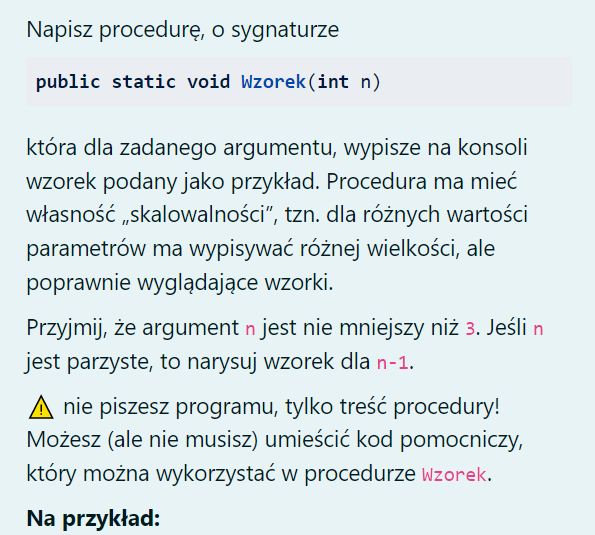 Napisz procedurę, o sygnaturze
public static void Wzorek(int n)
która dla zadanego argumentu, wypisze na konsoli
wzorek podany jako przykład. Procedura ma mieć
własność „skalowalności”, tzn. dla różnych wartości
parametrów ma wypisywać różnej wielkości, ale
poprawnie wyglądające wzorki.
Przyjmij, że argument n jest nie mniejszy niż 3. Jeśli n
jest parzyste, to narysuj wzorek dla n-1.
⚠ nie piszesz programu, tylko treść procedury!
Możesz (ale nie musisz) umieścić kod pomocniczy,
który można wykorzystać w procedurze Wzorek.
Na przykład: